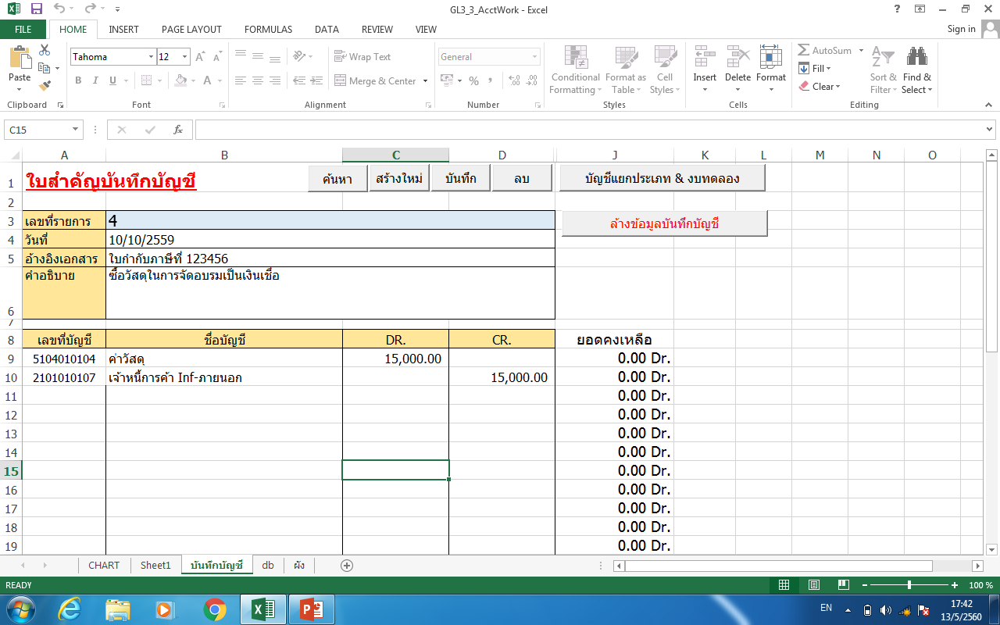 GL3_3_AcctWork - Excel
FILE HOME INSERT PAGE LAYOUT FORMULAS DATA REVIEW VIEW Sign in
Paste Tahoma 12 Wrap Text General Conditional Formatting Format as Table Cell Styles Insert Delete Format AutoSum Sort & Filter Find & Select
B I U Merge & Center % Fill Clear
Clipboard Font Alignment Number Styles Cells Editing
C15 fx
A B C D J K L M N O
1 ใบสำคัญบันทึกบัญชี ค้นหา สร้างใหม่ บันทึก ลบ บัญชีแยกประเภท & งบทดลอง
2
3 เลขที่รายการ 4 ล้างข้อมูลบันทึกบัญชี
4 วันที่ 10/10/2559
5 อ้างอิงเอกสาร ใบกำกับภาษีที่ 123456
6 คำอธิบาย ซื้อวัสดุในการจัดอบรมเป็นเงินเชื่อ
7
8 เลขที่บัญชี ชื่อบัญชี DR. CR. ยอดคงเหลือ
9 5104010104 ค่าวัสดุ 15,000.00 0.00 Dr.
10 2101010107 เจ้าหนี้การค้า Inf-ภายนอก 15,000.00 0.00 Dr.
11 0.00 Dr.
12 0.00 Dr.
13 0.00 Dr.
14 0.00 Dr.
15 0.00 Dr.
16 0.00 Dr.
17 0.00 Dr.
18 0.00 Dr.
19 0.00 Dr.
CHART Sheet1 บันทึกบัญชี db ผัง
READY 100 %
EN 17:42
13/5/2560